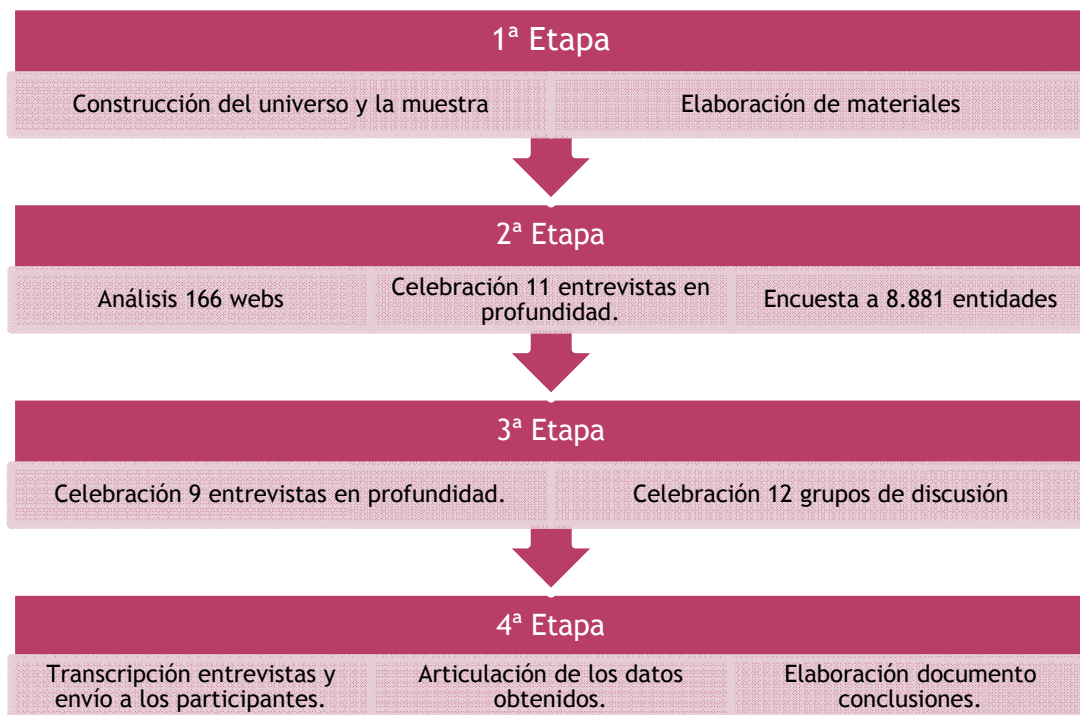 1ª Etapa
Construcción del universo y la muestra
Elaboración de materiales
2ª Etapa
Análisis 166 webs
Celebración 11 entrevistas en
profundidad.
Encuesta a 8.881 entidades
3ª Etapa
Celebración 9 entrevistas en profundidad.
Celebración 12 grupos de discusión
4ª Etapa
Transcripción entrevistas y
envío a los participantes.
Articulación de los datos
obtenidos.
Elaboración documento
conclusiones.